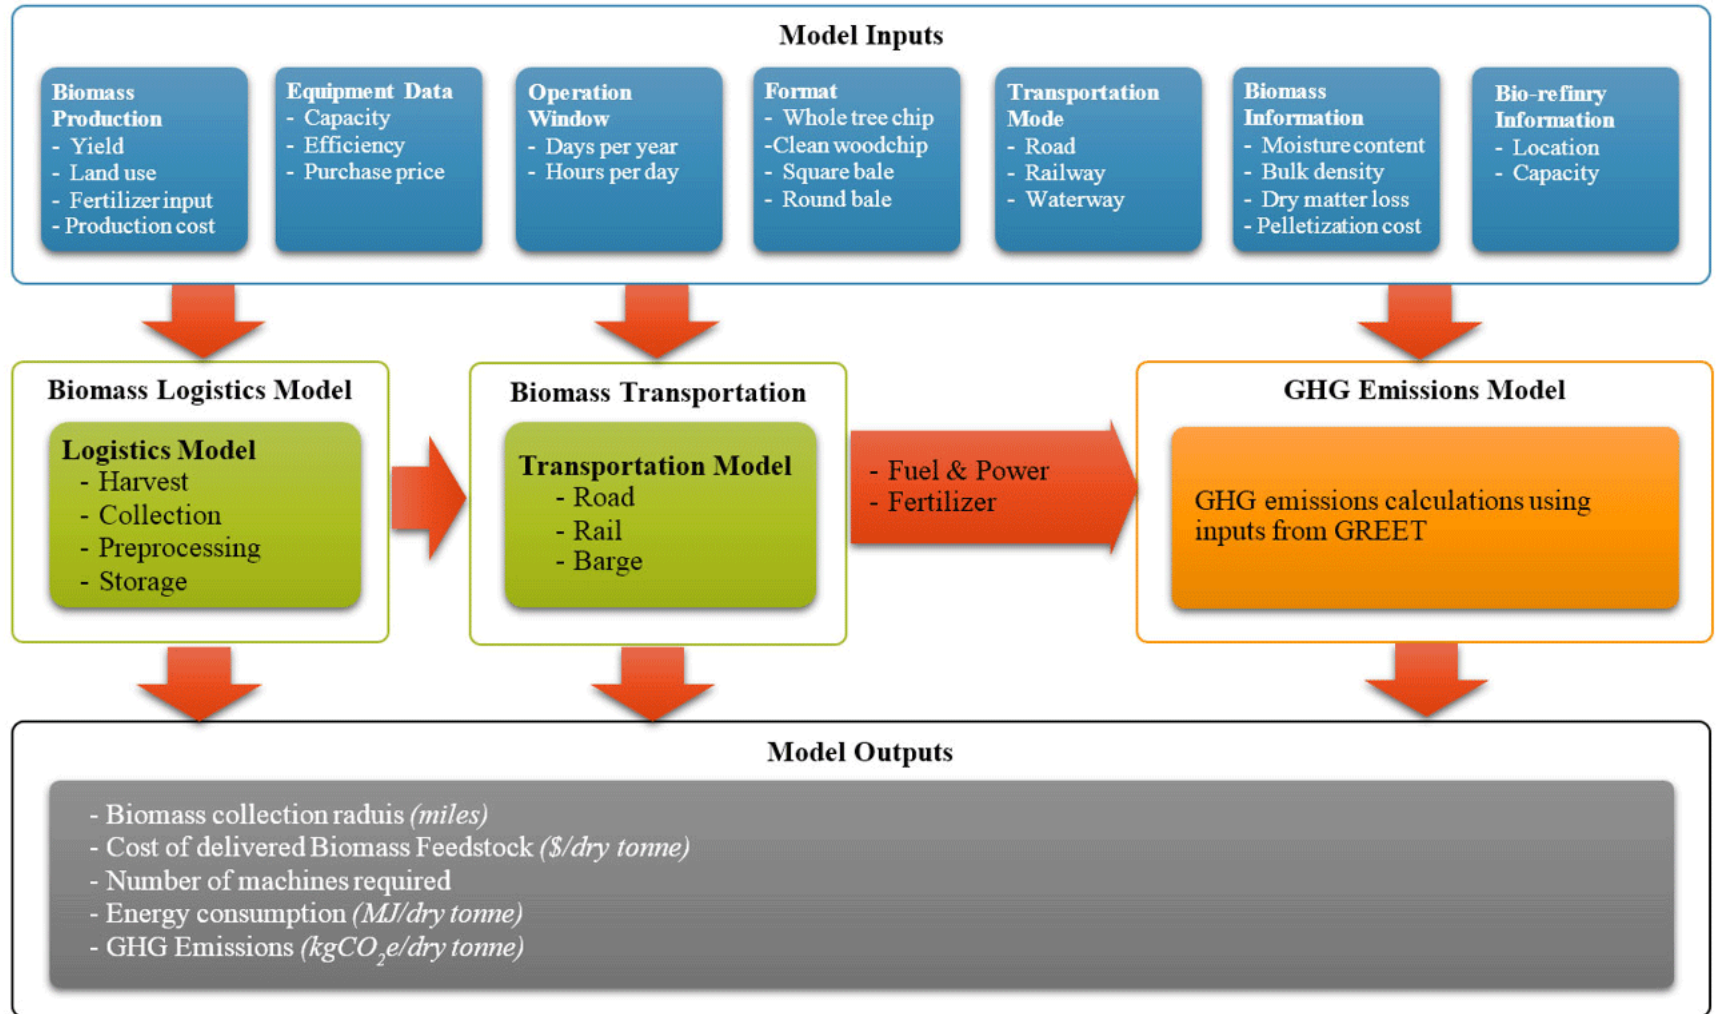 Model Inputs
Biomass
Production
- Yield
- Land use
- Fertilizer input
- Production cost
Equipment Data
- Capacity
- Efficiency
- Purchase price
Operation
Window
- Days per year
- Hours per day
Format
- Whole tree chip
-Clean woodchip
- Square bale
- Round bale
Transportation
Mode
- Road
- Railway
- Waterway
Biomass
Information
- Moisture content
- Bulk density
- Dry matter loss
- Pelletization cost
Bio-refinry
Information
- Location
- Capacity
Biomass Logistics Model
Logistics Model
- Harvest
- Collection
- Preprocessing
- Storage
Biomass Transportation
Transportation Model
- Road
- Rail
- Barge
- Fuel & Power
- Fertilizer
GHG Emissions Model
GHG emissions calculations using
inputs from GREET
Model Outputs
- Biomass collection raduis (miles)
- Cost of delivered Biomass Feedstock ($/dry tonne)
- Number of machines required
- Energy consumption (MJ/dry tonne)
- GHG Emissions (kgCO₂e/dry tonne)